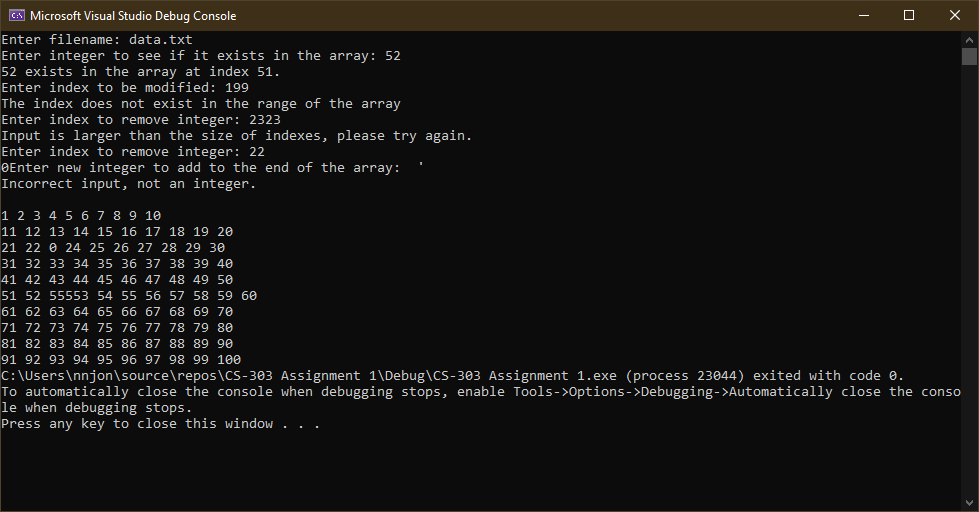 Microsoft Visual Studio Debug Console
Enter filename: data.txt
Enter integer to see if it exists in the array: 52
52 exists in the array at index 51.
Enter index to be modified: 199
The index does not exist in the range of the array
Enter index to remove integer: 2323
Input is larger than the size of indexes, please try again.
Enter index to remove integer: 22
0Enter new integer to add to the end of the array:  '
Incorrect input, not an integer.

1 2 3 4 5 6 7 8 9 10
11 12 13 14 15 16 17 18 19 20
21 22 0 24 25 26 27 28 29 30
31 32 33 34 35 36 37 38 39 40
41 42 43 44 45 46 47 48 49 50
51 52 55553 54 55 56 57 58 59 60
61 62 63 64 65 66 67 68 69 70
71 72 73 74 75 76 77 78 79 80
81 82 83 84 85 86 87 88 89 90
91 92 93 94 95 96 97 98 99 100
C:\Users\nnjon\source\repos\CS-303 Assignment 1\Debug\CS-303 Assignment 1.exe (process 23044) exited with code 0.
To automatically close the console when debugging stops, enable Tools->Options->Debugging->Automatically close the conso
le when debugging stops.
Press any key to close this window . . .